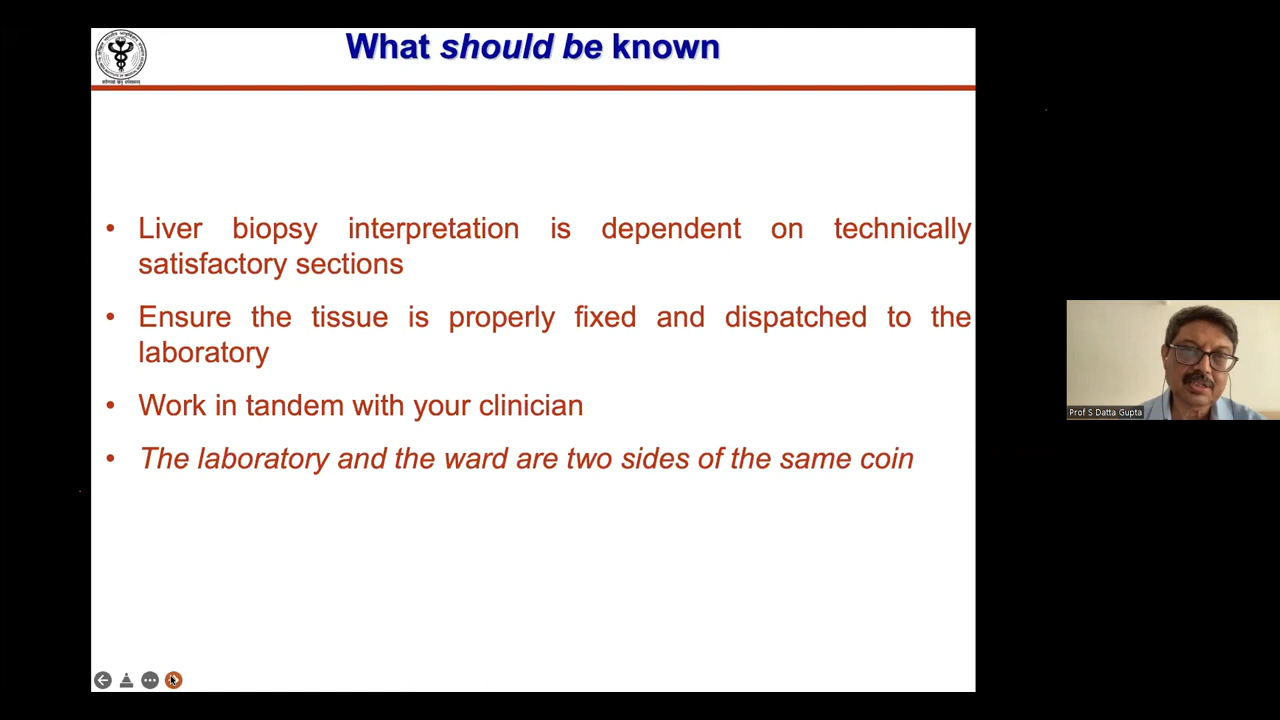 What should be known
• Liver biopsy interpretation is dependent on technically
satisfactory sections
• Ensure the tissue is properly fixed and dispatched to the
laboratory
• Work in tandem with your clinician
• The laboratory and the ward are two sides of the same coin
Prof S Datta Gupta